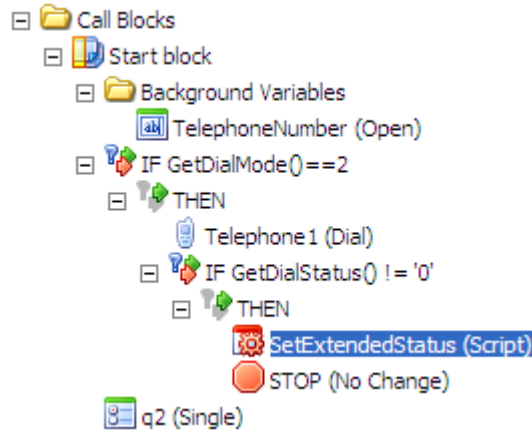 Call Blocks
Start block
Background Variables
TelephoneNumber (Open)
IF GetDialMode()==2
THEN
Telephone1 (Dial)
IF GetDialStatus() != '0'
THEN
SetExtendedStatus (Script)
STOP (No Change)
q2 (Single)